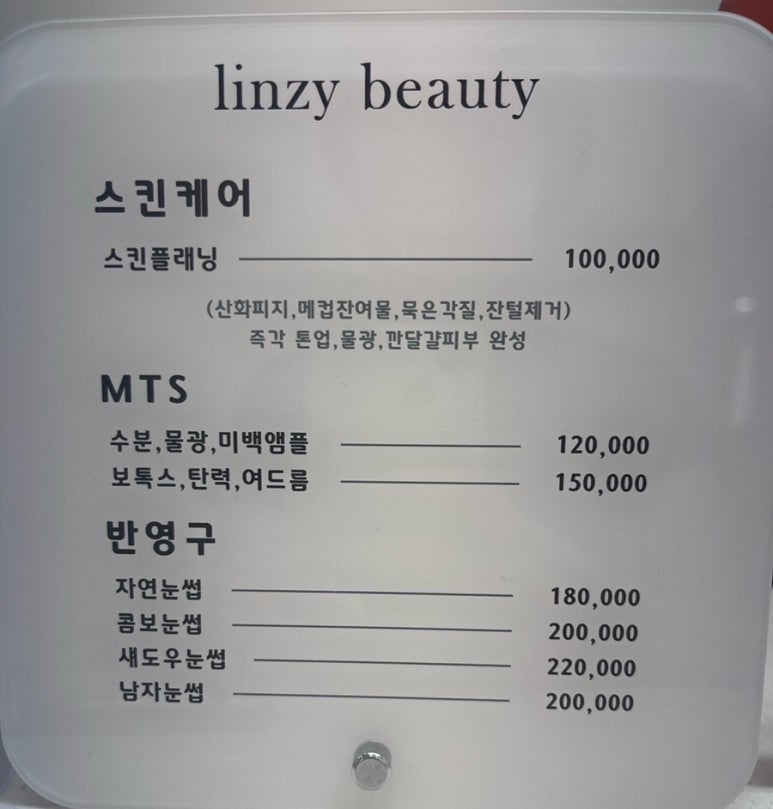 linzy beauty
스킨케어
스킨플래닝 100,000
(산화피지,메컵잔여물,묵은각질,잔털제거)
즉각 톤업,물광,깐달걀피부 완성
MTS
수분,물광,미백앰플 120,000
보톡스,탄력,여드름 150,000
반영구
자연눈썹 180,000
콤보눈썹 200,000
섀도우눈썹 220,000
남자눈썹 200,000